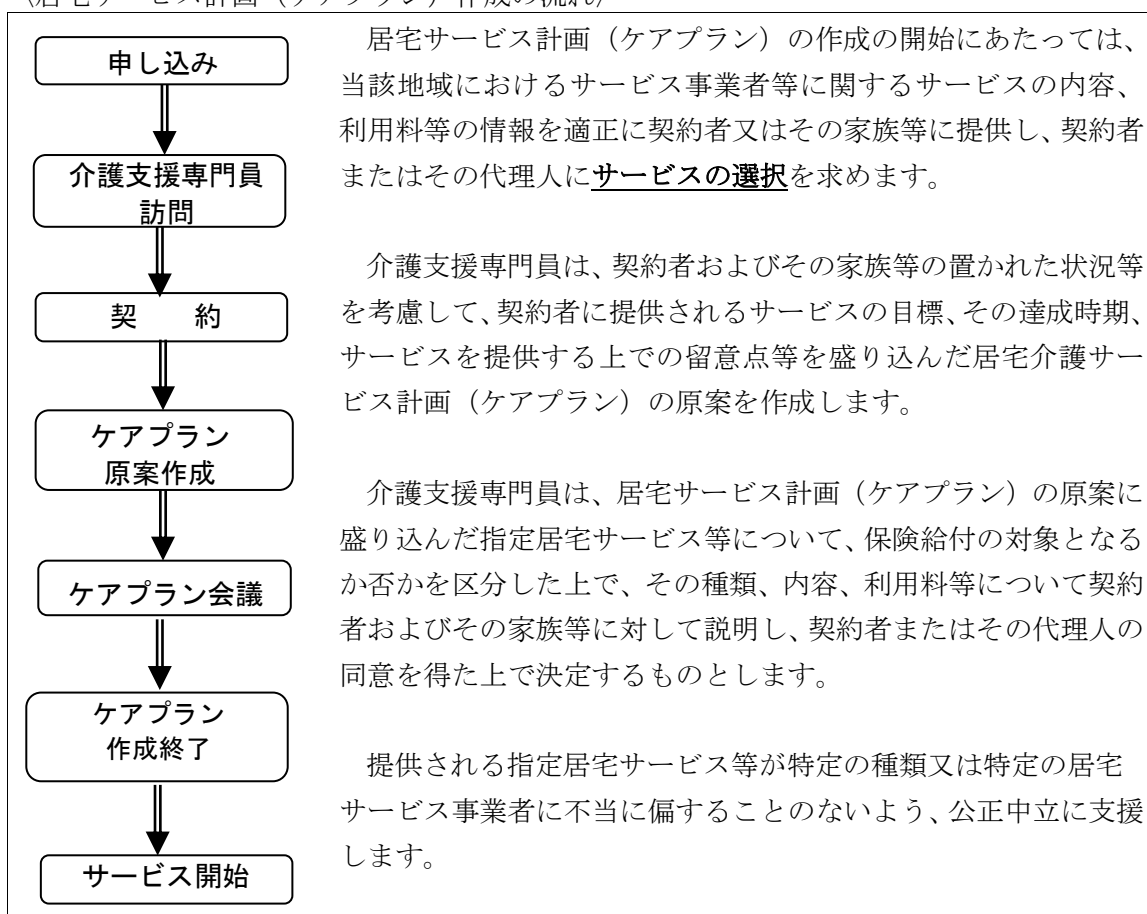 〈居宅サービス計画（ケアプラン）作成の流れ〉
申し込み
介護支援専門員
訪問
契　　約
ケアプラン
原案作成
ケアプラン会議
ケアプラン
作成終了
サービス開始
居宅サービス計画（ケアプラン）の作成の開始にあたっては、
当該地域におけるサービス事業者等に関するサービスの内容、
利用料等の情報を適正に契約者又はその家族等に提供し、契約者
またはその代理人にサービスの選択を求めます。
介護支援専門員は、契約者およびその家族等の置かれた状況等
を考慮して、契約者に提供されるサービスの目標、その達成時期、
サービスを提供する上での留意点等を盛り込んだ居宅介護サー
ビス計画（ケアプラン）の原案を作成します。
介護支援専門員は、居宅サービス計画（ケアプラン）の原案に
盛り込んだ指定居宅サービス等について、保険給付の対象となる
か否かを区分した上で、その種類、内容、利用料等について契約
者およびその家族等に対して説明し、契約者またはその代理人の
同意を得た上で決定するものとします。
提供される指定居宅サービス等が特定の種類又は特定の居宅
サービス事業者に不当に偏することのないよう、公正中立に支援
します。